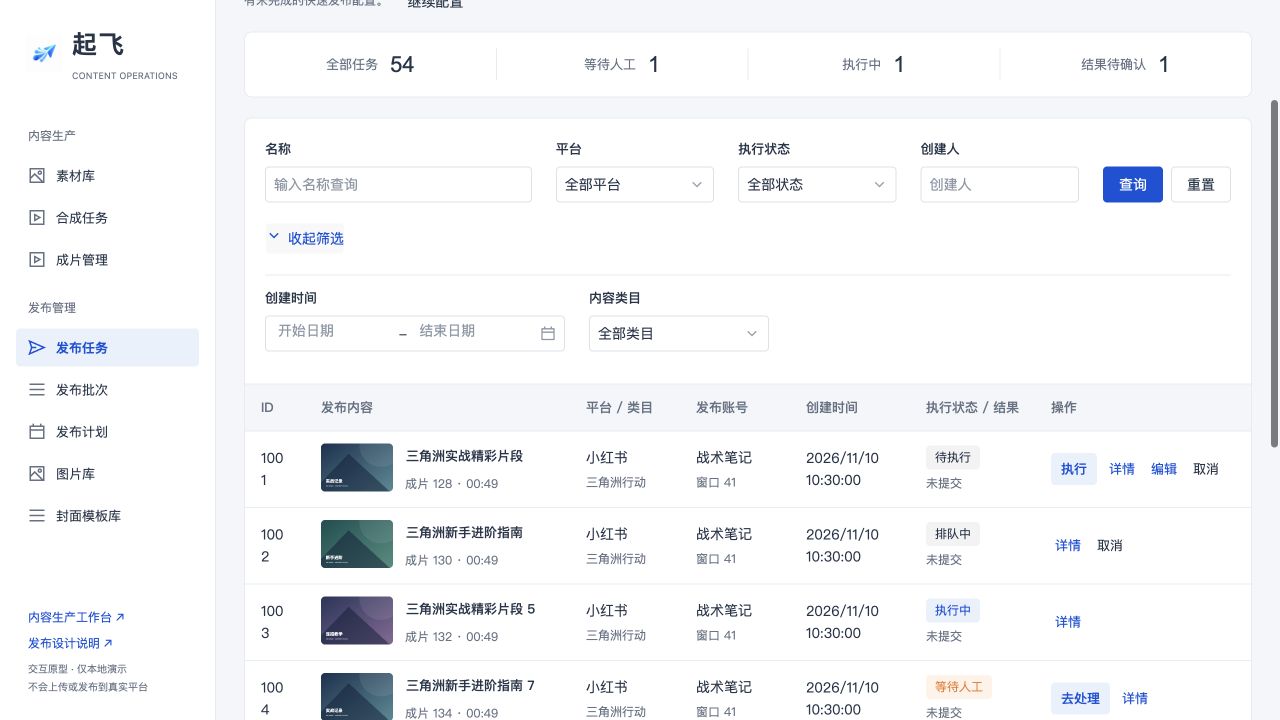 有未完成的快速发布配置。 继续配置
起飞
CONTENT OPERATIONS
全部任务 54 等待人工 1 执行中 1 结果待确认 1
内容生产
素材库
合成任务
成片管理
发布管理
发布任务
发布批次
发布计划
图片库
封面模板库
内容生产工作台
发布设计说明
交互原型 · 仅本地演示
不会上传或发布到真实平台
名称 平台 执行状态 创建人
输入名称查询 全部平台 全部状态 创建人 查询 重置
收起筛选
创建时间 内容类目
开始日期 – 结束日期 全部类目
ID 发布内容 平台 / 类目 发布账号 创建时间 执行状态 / 结果 操作
1001 三角洲实战精彩片段 小红书 战术笔记 2026/11/10 待执行 执行 详情 编辑 取消
成片 128 · 00:49 三角洲行动 窗口 41 10:30:00 未提交
1002 三角洲新手进阶指南 小红书 战术笔记 2026/11/10 排队中 详情 取消
成片 130 · 00:49 三角洲行动 窗口 41 10:30:00 未提交
1003 三角洲实战精彩片段 5 小红书 战术笔记 2026/11/10 执行中 详情
成片 132 · 00:49 三角洲行动 窗口 41 10:30:00 未提交
1004 三角洲新手进阶指南 7 小红书 战术笔记 2026/11/10 等待人工 去处理 详情
成片 134 · 00:49 三角洲行动 窗口 41 10:30:00 未提交